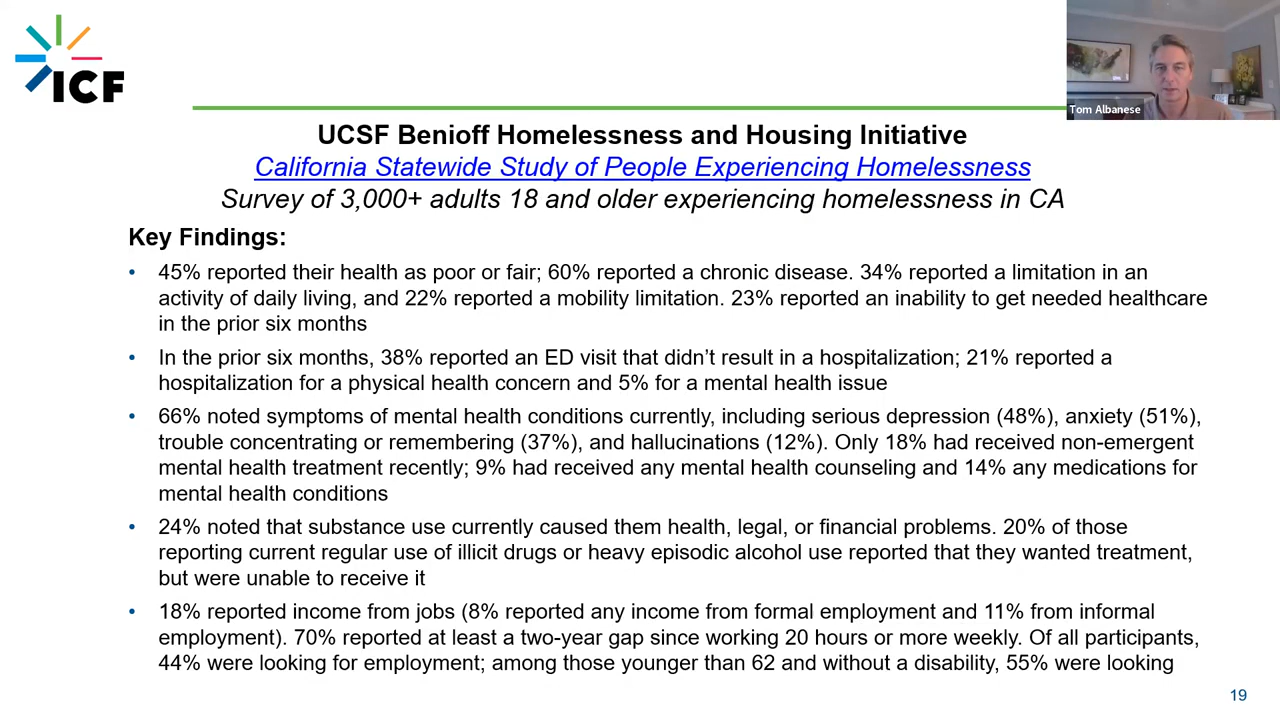 ICF
Tom Albanese
UCSF Benioff Homelessness and Housing Initiative
California Statewide Study of People Experiencing Homelessness
Survey of 3,000+ adults 18 and older experiencing homelessness in CA
Key Findings:
• 45% reported their health as poor or fair; 60% reported a chronic disease. 34% reported a limitation in an
activity of daily living, and 22% reported a mobility limitation. 23% reported an inability to get needed healthcare
in the prior six months
• In the prior six months, 38% reported an ED visit that didn’t result in a hospitalization; 21% reported a
hospitalization for a physical health concern and 5% for a mental health issue
• 66% noted symptoms of mental health conditions currently, including serious depression (48%), anxiety (51%),
trouble concentrating or remembering (37%), and hallucinations (12%). Only 18% had received non-emergent
mental health treatment recently; 9% had received any mental health counseling and 14% any medications for
mental health conditions
• 24% noted that substance use currently caused them health, legal, or financial problems. 20% of those
reporting current regular use of illicit drugs or heavy episodic alcohol use reported that they wanted treatment,
but were unable to receive it
• 18% reported income from jobs (8% reported any income from formal employment and 11% from informal
employment). 70% reported at least a two-year gap since working 20 hours or more weekly. Of all participants,
44% were looking for employment; among those younger than 62 and without a disability, 55% were looking
19